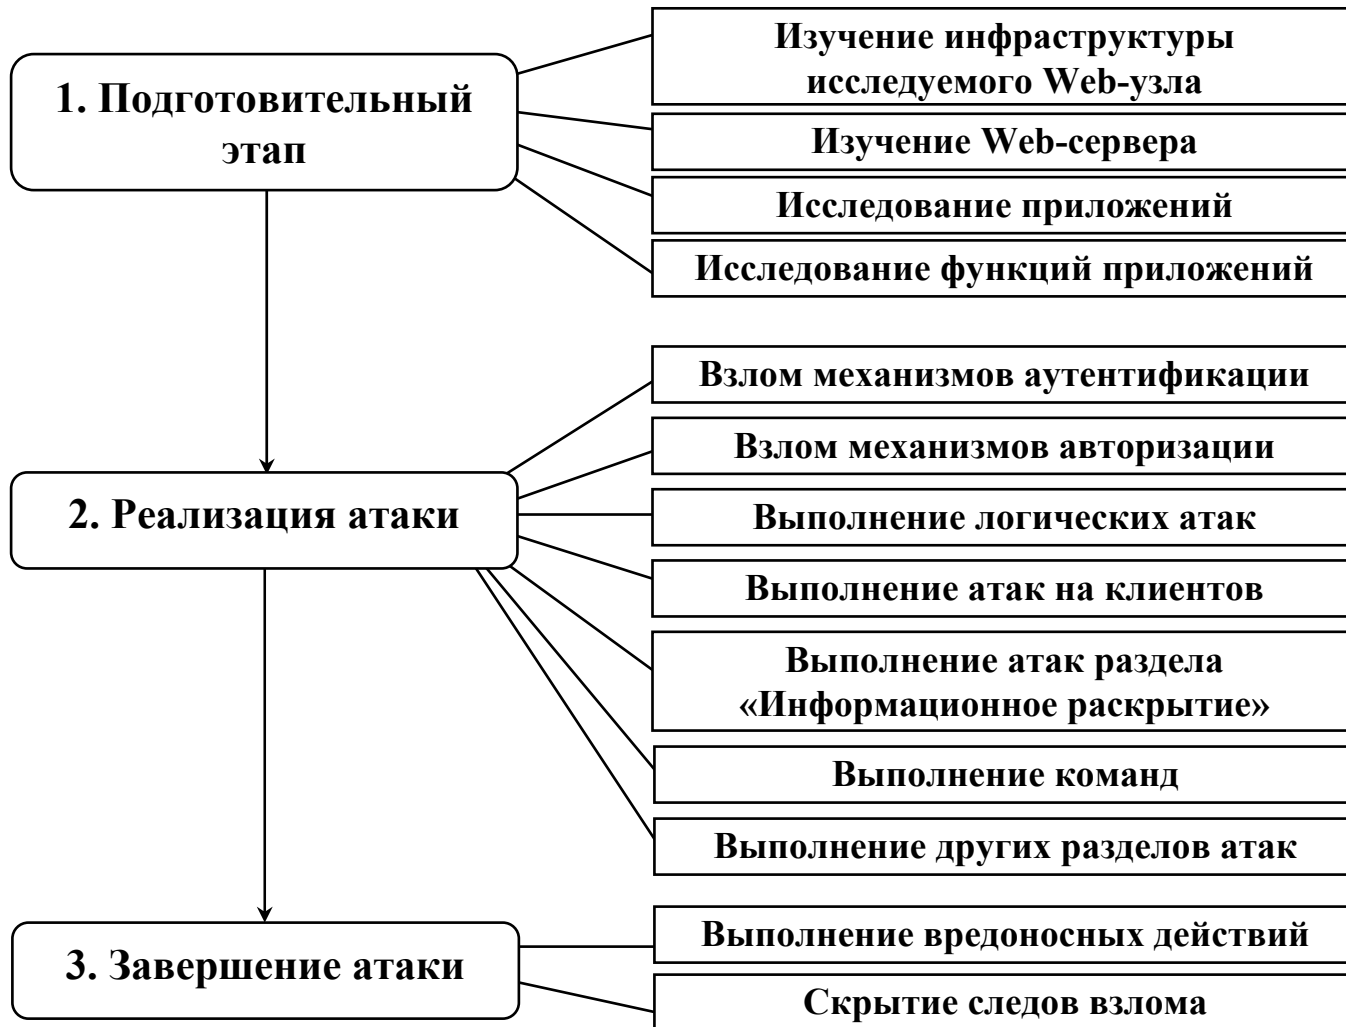 1. Подготовительный
этап
Изучение инфраструктуры
исследуемого Web-узла
Изучение Web-сервера
Исследование приложений
Исследование функций приложений
2. Реализация атаки
Взлом механизмов аутентификации
Взлом механизмов авторизации
Выполнение логических атак
Выполнение атак на клиентов
Выполнение атак раздела
«Информационное раскрытие»
Выполнение команд
Выполнение других разделов атак
3. Завершение атаки
Выполнение вредоносных действий
Скрытие следов взлома